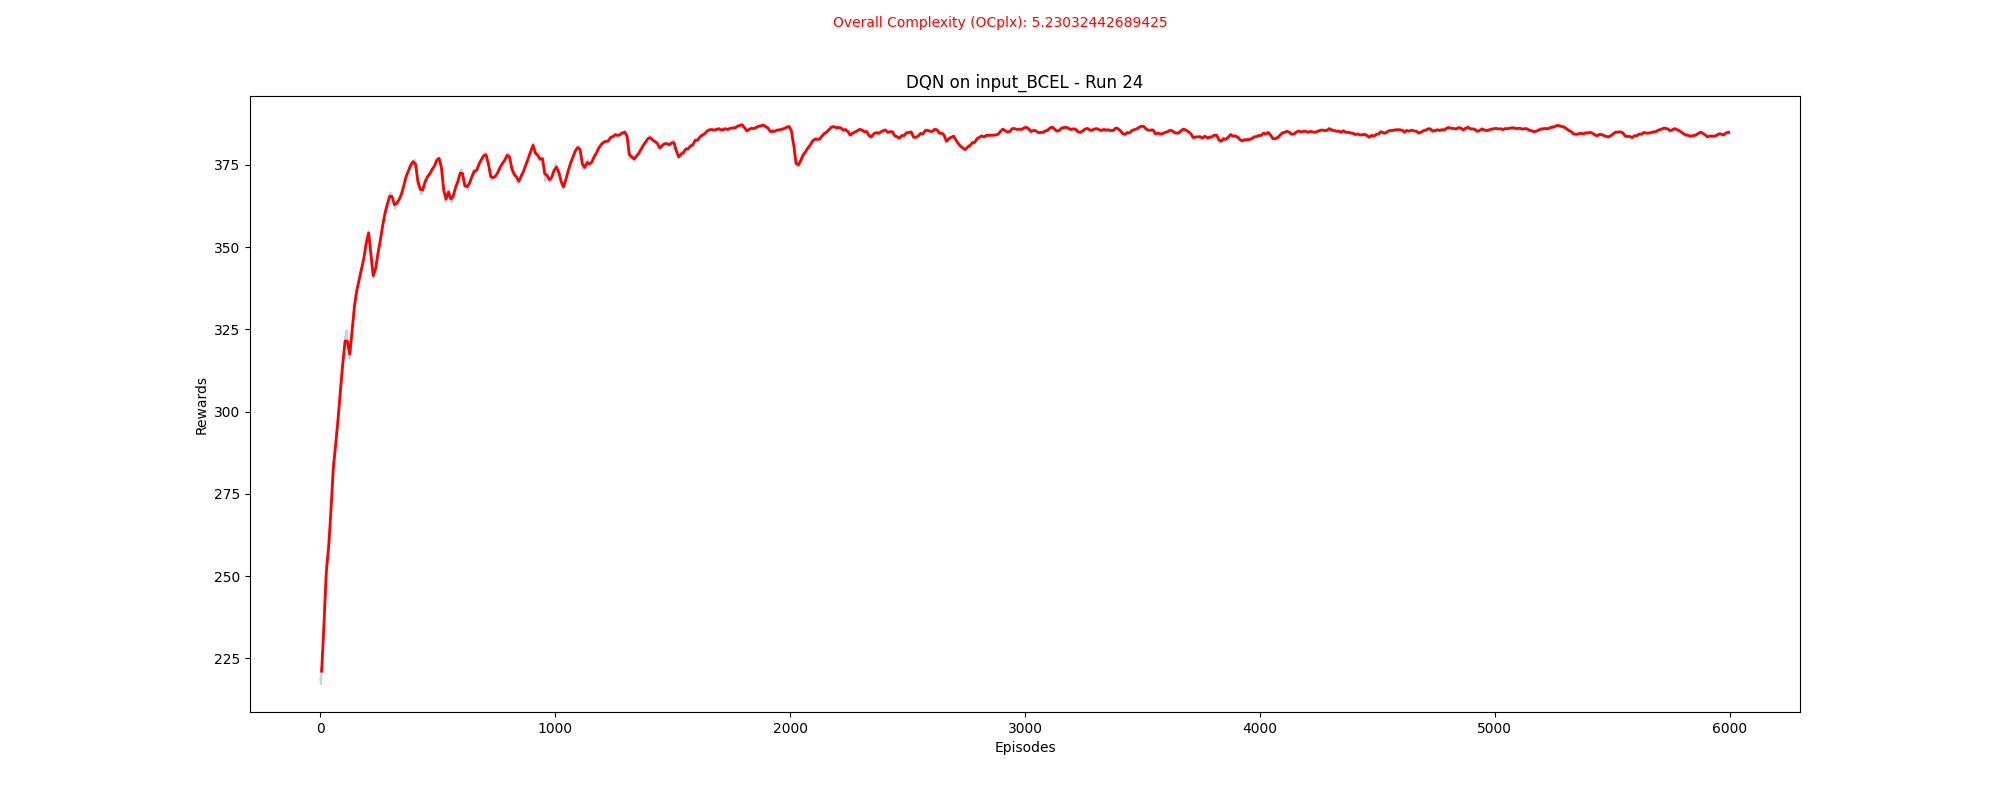 Overall Complexity (OCplx): 5.23032442689425
DQN on input_BCEL - Run 24
375
350
325
300
275
250
225
Rewards
0 1000 2000 3000 4000 5000 6000
Episodes